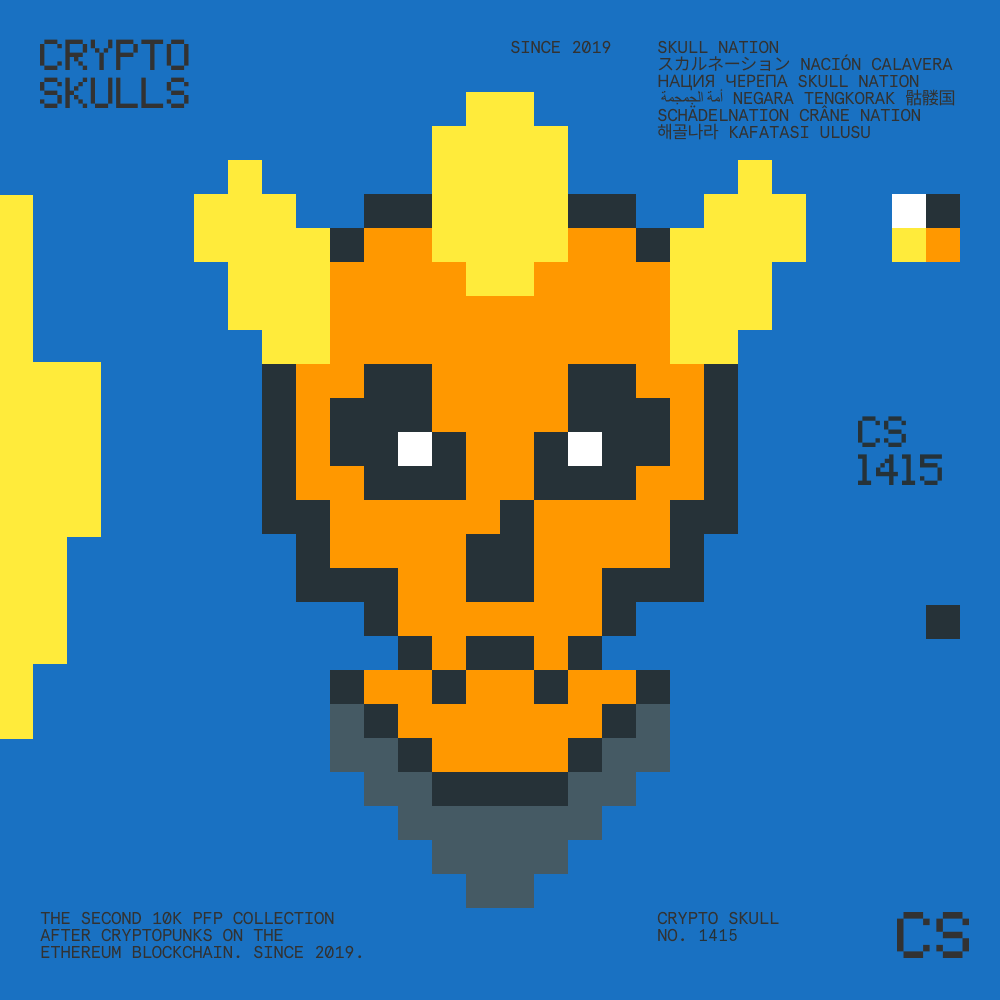 CRYPTO
SKULLS
SINCE 2019
SKULL NATION
スカルネーション NACIÓN CALAVERA
НАЦИЯ ЧЕРЕПА SKULL NATION
أمة الجمجمة NEGARA TENGKORAK 骷髅国
SCHÄDELNATION CRÂNE NATION
해골나라 KAFATASI ULUSU
CS
1415
THE SECOND 10K PFP COLLECTION
AFTER CRYPTOPUNKS ON THE
ETHEREUM BLOCKCHAIN. SINCE 2019.
CRYPTO SKULL
NO. 1415
CS